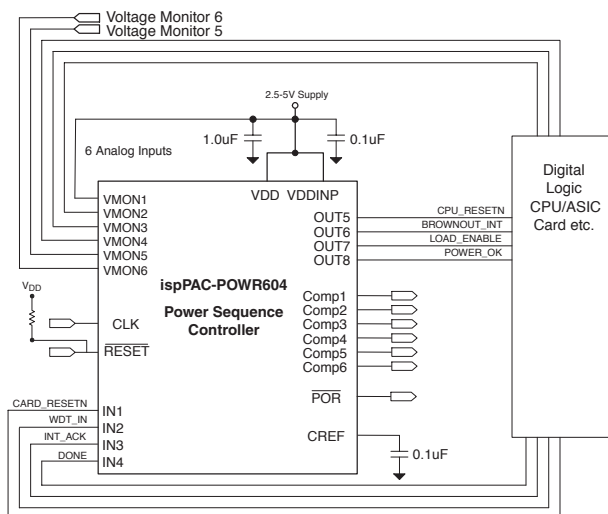 Voltage Monitor 6
Voltage Monitor 5
2.5-5V Supply
1.0uF
0.1uF
6 Analog Inputs
VDD VDDINP
VMON1
VMON2
VMON3
VMON4
VMON5
VMON6
OUT5
OUT6
OUT7
OUT8
CPU_RESETN
BROWNOUT_INT
LOAD_ENABLE
POWER_OK
Digital
Logic
CPU/ASIC
Card etc.
ispPAC-POWR604
Power Sequence
Controller
VDD
CLK
RESET
Comp1
Comp2
Comp3
Comp4
Comp5
Comp6
POR
CREF
0.1uF
CARD_RESETN
WDT_IN
INT_ACK
DONE
IN1
IN2
IN3
IN4